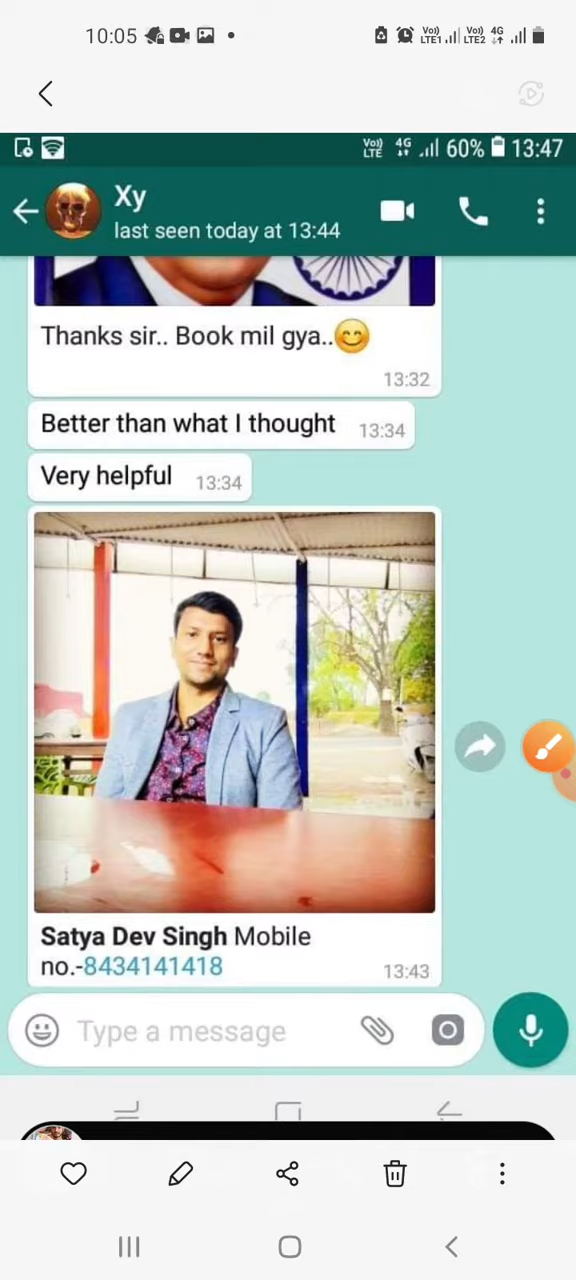 10:05
Vo)) LTE1 Vo)) LTE2 4G
Vo)) LTE 4G 60% 13:47
Xy
last seen today at 13:44
Thanks sir.. Book mil gya..😊
13:32
Better than what I thought 13:34
Very helpful 13:34
Satya Dev Singh Mobile
no.-8434141418 13:43
Type a message